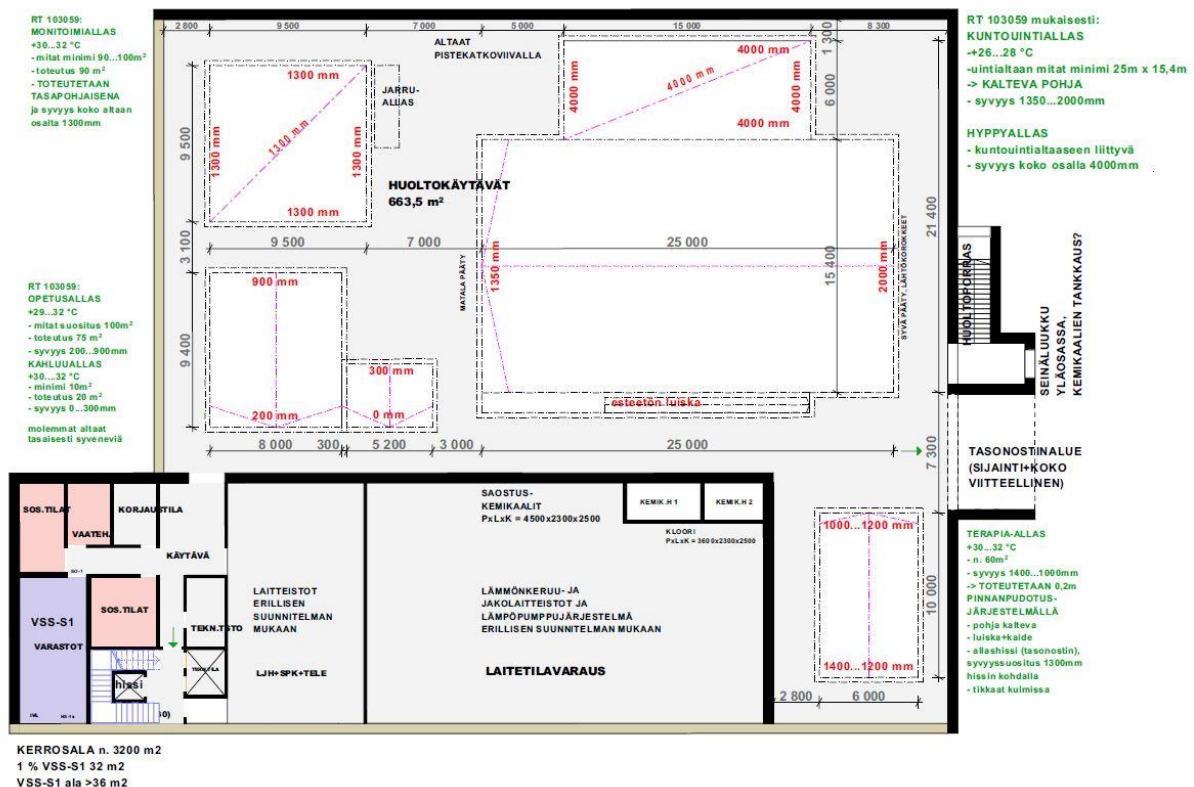 RT 103059:
MONITOIMIALLAS
+30...32 °C
- mitat minimi 90...100m²
- toteutus 90 m²
- TOTEUTETAAN
TASAPOHJAISENA
ja syvyys koko altaan
osalta 1300mm
RT 103059:
OPETUSALLAS
+29...32 °C
- mitat suositus 100m²
- toteutus 75 m²
- syvyys 200...900mm
KAHLUUALLAS
+30....32 °C
- minimi 10m²
- toteutus 20 m²
- syvyys 0...300mm
molemmat altaat
tasaisesti syveneviä
2 800
9 500
7 000
5 000
15 000
8 300
ALTAAT
PISTEKATKOVIIVALLA
JARRU-
ALLAS
1300 mm
1300 mm
1300 mm
1300 mm
1300 mm
9 500
3 100
9 400
HUOLTOKÄYTÄVÄT
663,5 m²
9 500
7 000
25 000
4000 mm
4000 mm
4000 mm
4000 mm
4000 mm
1 300
6 000
21 400
15 400
MATALA PÄÄTY
1350 mm
2000 mm
SYVÄ PÄÄTY, LÄHTÖKOROKKEET
900 mm
200 mm
300 mm
0 mm
esteetön luiska
8 000
300
5 200
3 000
25 000
7 300
RT 103059 mukaisesti:
KUNTOUINTIALLAS
-+26...28 °C
-uintialtaan mitat minimi 25m x 15,4m
-> KALTEVA POHJA
- syvyys 1350...2000mm
HYPPYALLAS
- kuntouintialtaaseen liittyvä
- syvyys koko osalla 4000mm
HUOLTOPORRAS
SEINÄLUUKKU
YLÄOSASSA,
KEMIKAALIEN TANKKAUS?
TASONOSTINALUE
(SIJAINTI+KOKO
VIITTEELLINEN)
TERAPIA-ALLAS
+30...32 °C
- n. 60m²
- syvyys 1400...1000mm
-> TOTEUTETAAN 0,2m
PINNANPUDOTUS-
JÄRJESTELMÄLLÄ
- pohja kalteva
- luiska+kaide
- allashissi (tasonostin),
syvyyssuositus 1300mm
hissin kohdalla
- tikkaat kulmissa
1000...1200 mm
10 000
1400...1200 mm
2 800
6 000
SOS.TILAT
VAATEH.
KORJAUSTILA
KÄYTÄVÄ
SOS.TILAT
TEKN.TSTO
VSS-S1
VARASTOT
hissi
LAITTEISTOT
ERILLISEN
SUUNNITELMAN
MUKAAN
LJH+SPK+TELE
SAOSTUS-
KEMIKAALIT
PxLxK = 4500x2300x2500
KEMIK.H 1
KEMIK.H 2
KLOORI
PxLxK = 3600x2300x2500
LÄMMÖNKERUU- JA
JAKOLAITTEISTOT JA
LÄMPÖPUMPPUJÄRJESTELMÄ
ERILLISEN SUUNNITELMAN MUKAAN
LAITETILAVARAUS
KERROSALA n. 3200 m2
1 % VSS-S1 32 m2
VSS-S1 ala >36 m2